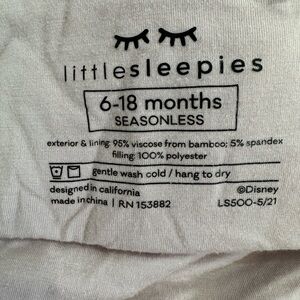 littlesleepies
6-18 months
SEASONLESS
exterior & lining: 95% viscose from bamboo; 5% spandex
filling: 100% polyester
gentle wash cold / hang to dry
designed in california ©Disney
made in china | RN 153882 LS500-5/21